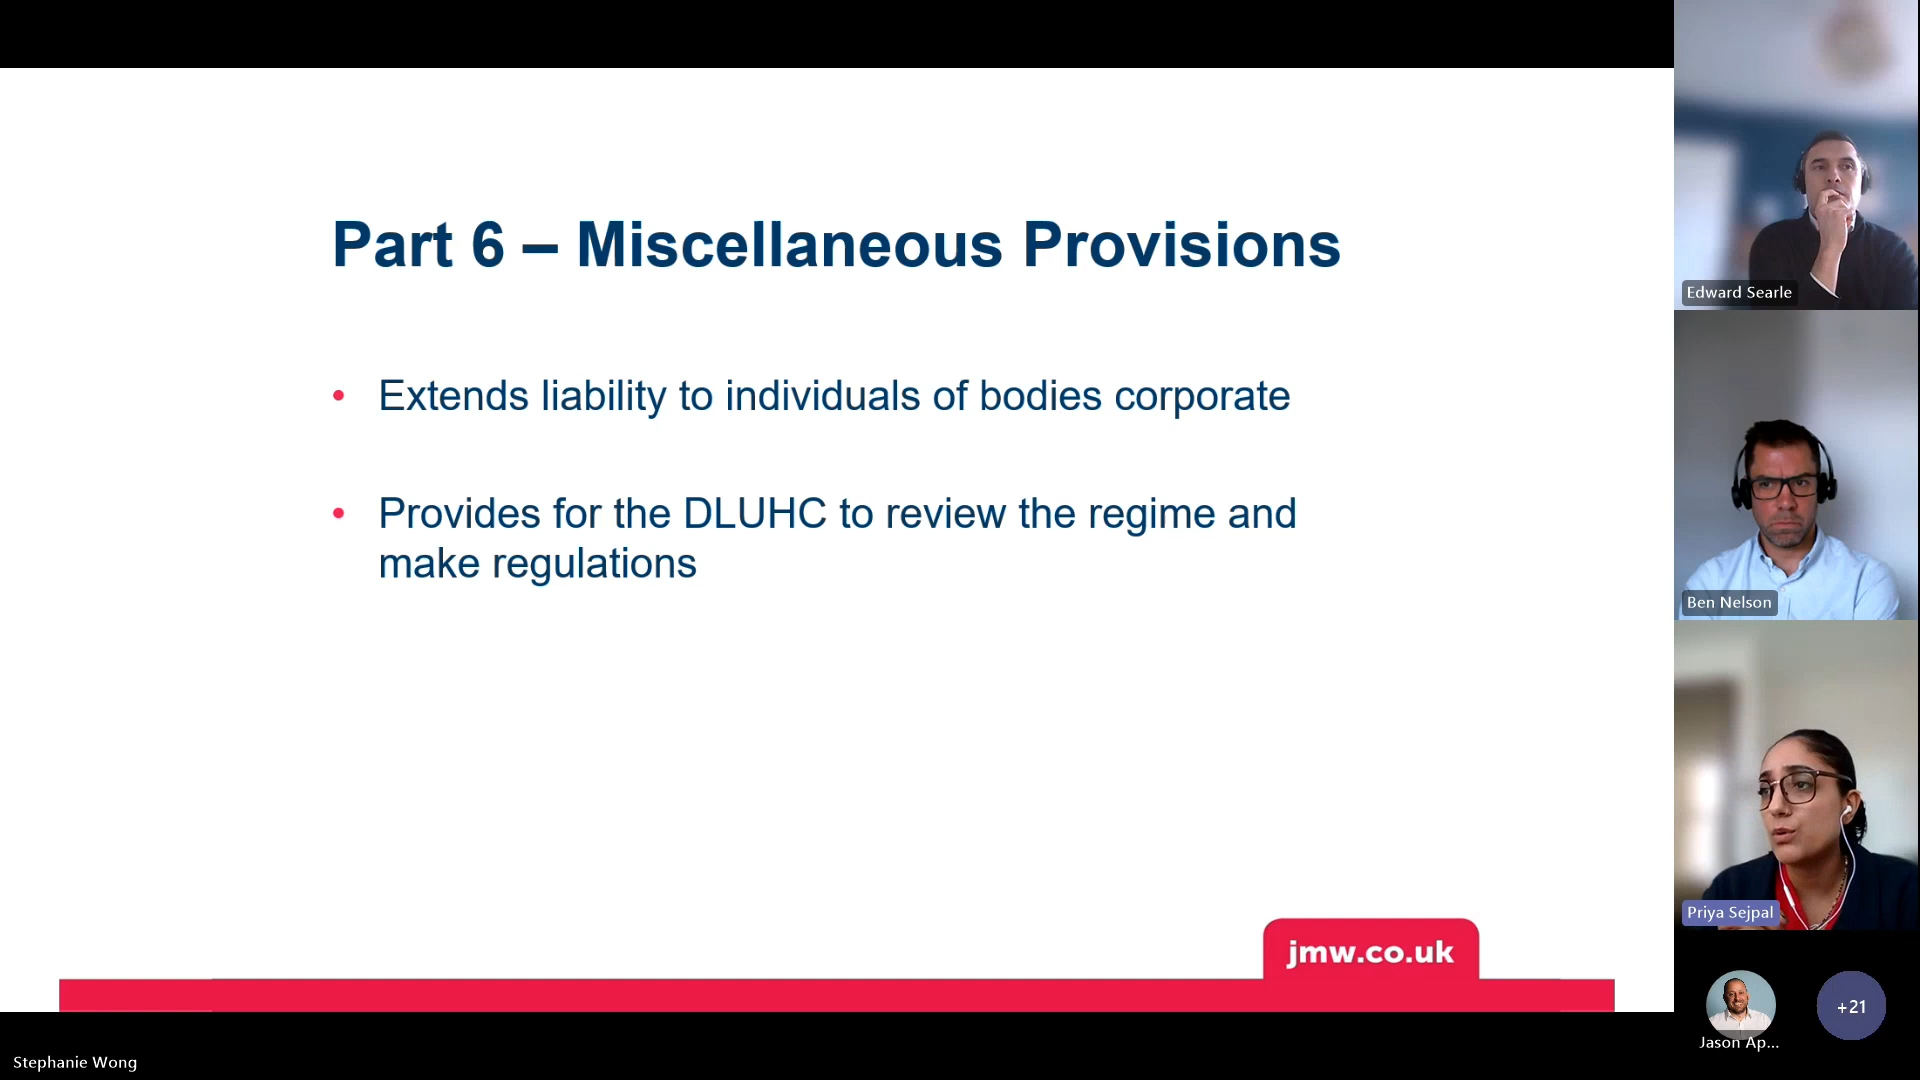 Part 6 – Miscellaneous Provisions
• Extends liability to individuals of bodies corporate
• Provides for the DLUHC to review the regime and
make regulations
jmw.co.uk
Stephanie Wong
Edward Searle
Ben Nelson
Priya Sejpal
Jason Ap...
+21